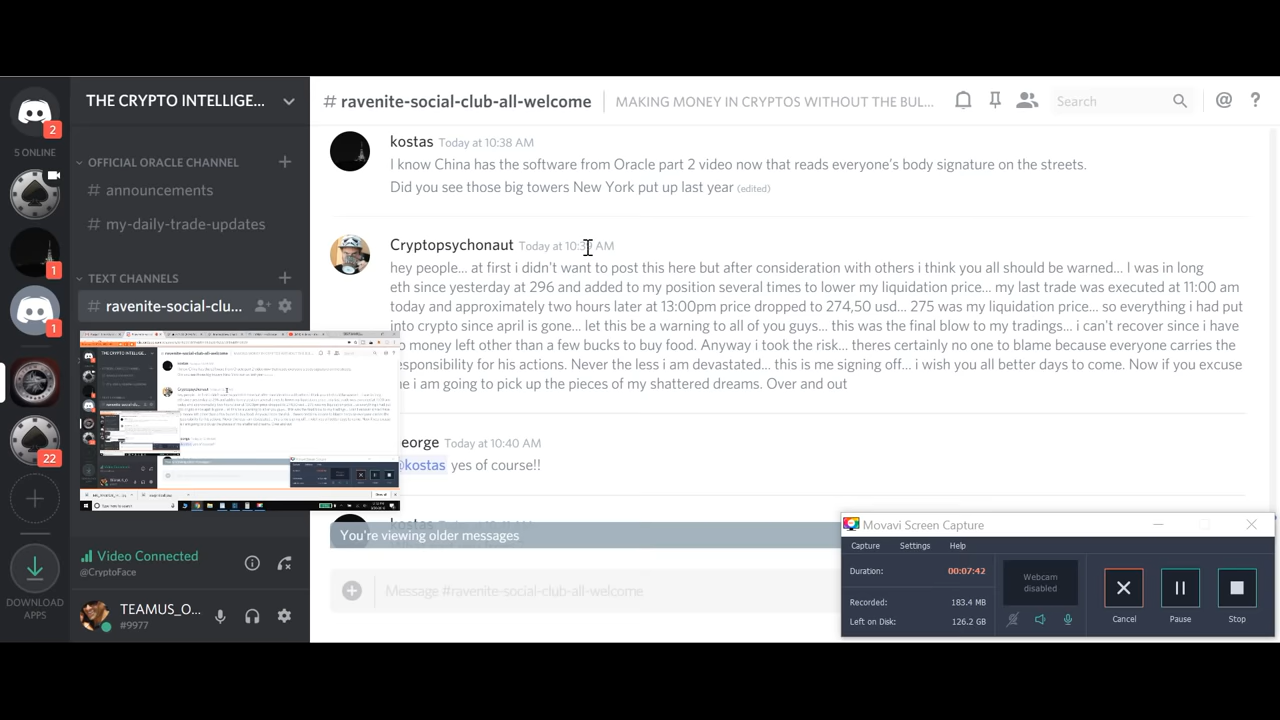 THE CRYPTO INTELLIGE...
# ravenite-social-club-all-welcome
MAKING MONEY IN CRYPTOS WITHOUT THE BUL...
Search
@
?
2
5 ONLINE
1
1
22
DOWNLOAD
APPS
OFFICIAL ORACLE CHANNEL
# announcements
# my-daily-trade-updates
TEXT CHANNELS
# ravenite-social-clu...
Video Connected
@CryptoFace
TEAMUS_O...
#9977
kostas Today at 10:38 AM
I know China has the software from Oracle part 2 video now that reads everyone's body signature on the streets.
Did you see those big towers New York put up last year (edited)
Cryptopsychonaut Today at 10:39 AM
hey people... at first i didn't want to post this here but after consideration with others i think you all should be warned... I was in long
eth since yesterday at 296 and added to my position several times to lower my liquidation price... my last trade was executed at 11:00 am
today and approximately two hours later at 13:00pm price dropped to 274,50 usd. 275 was my liquidation price... so everything i had put
into crypto since april gone... let this be a warning to all of you guys... this was the final blow to my tradings... I can't recover since i have
money left other than a few bucks to buy food. Anyway i took the risk... theres certainly no one to blame because everyone carries the
responsibility for his actions. Never the less i am devastated... this is me signing off... i wish you all better days to come. Now if you excuse
me i am going to pick up the pieces of my shattered dreams. Over and out
eorge Today at 10:40 AM
@kostas yes of course!!
kostas
You're viewing older messages
Message #ravenite-social-club-all-welcome
Movavi Screen Capture
Capture Settings Help
Duration: 00:07:42
Recorded: 183.4 MB
Left on Disk: 126.2 GB
Webcam
disabled
Cancel
Pause
Stop